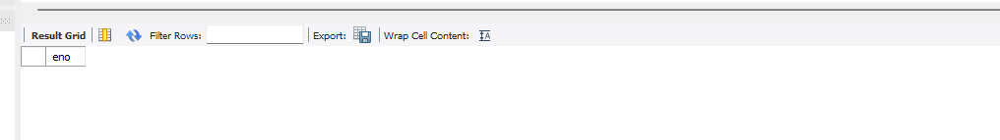 Result Grid Filter Rows: Export: Wrap Cell Content: A
eno